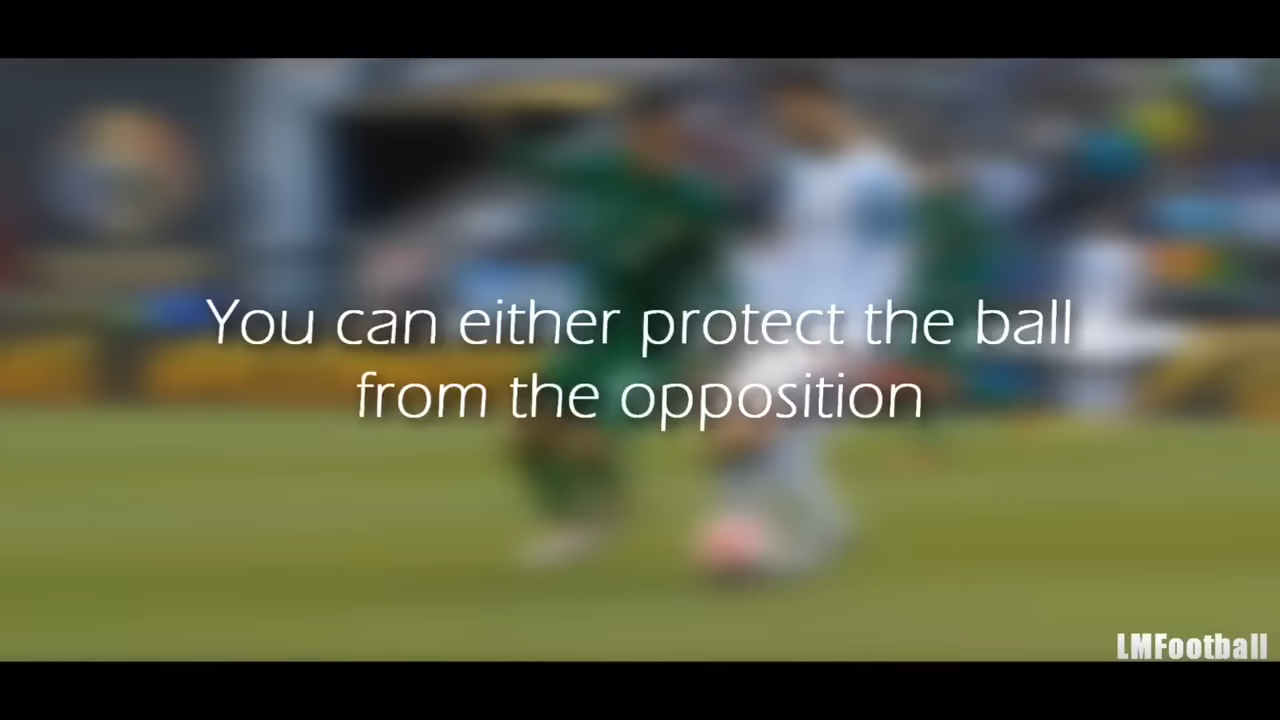 You can either protect the ball
from the opposition
LMFootball